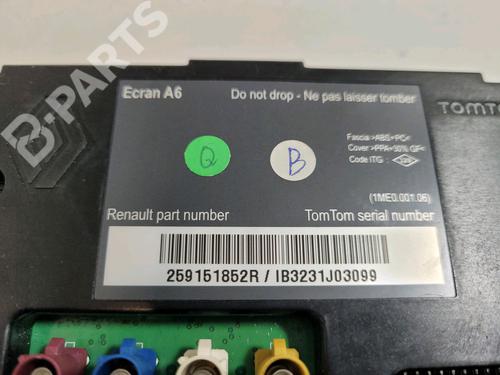 B-PARTS
Ecran A6
Do not drop - Ne pas laisser tomber
TOMTO
Q
B
Fascia >ABS+PC<
Cover >PPA+30% GF<
Code ITG :
(1ME0.001.06)
Renault part number
TomTom serial number
259151852R / IB3231J03099